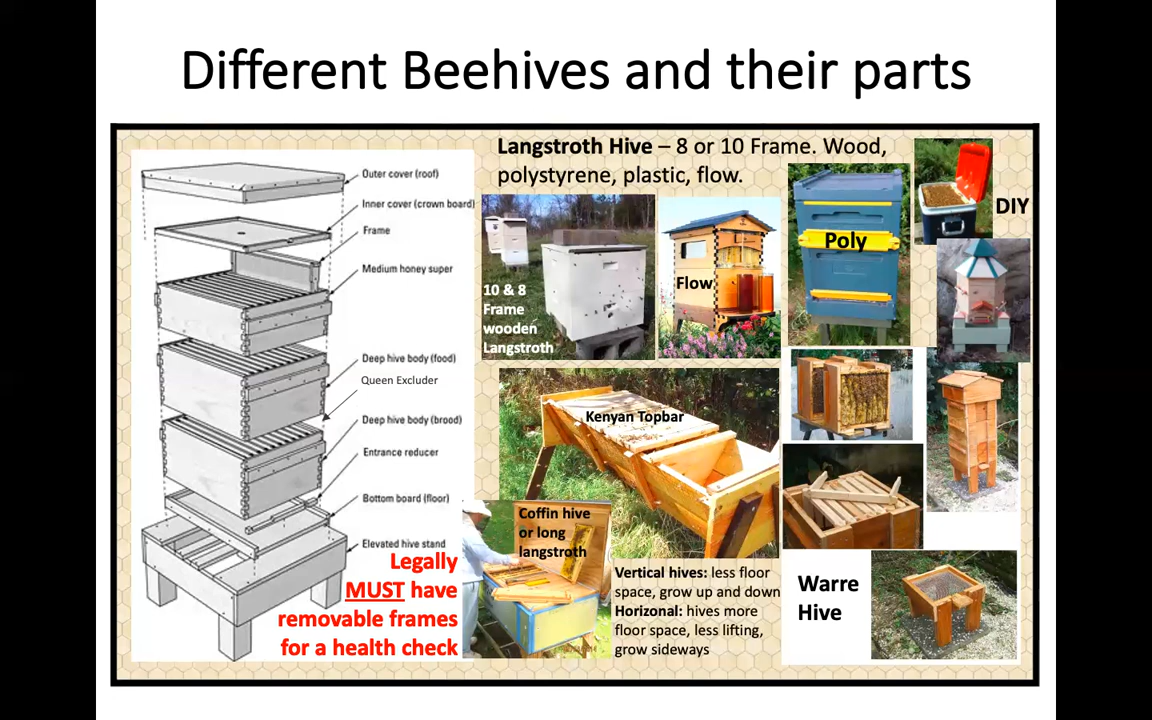 Different Beehives and their parts
Outer cover (roof)
Inner cover (crown board)
Frame
Medium honey super
Deep hive body (food)
Queen Excluder
Deep hive body (brood)
Entrance reducer
Bottom board (floor)
Elevated hive stand
Legally
MUST have
removable frames
for a health check
Langstroth Hive – 8 or 10 Frame. Wood,
polystyrene, plastic, flow.
10 & 8
Frame
wooden
Langstroth
Flow
Poly
DIY
Kenyan Topbar
Coffin hive
or long
langstroth
Vertical hives: less floor
space, grow up and down
Horizonal: hives more
floor space, less lifting,
grow sideways
Warre
Hive